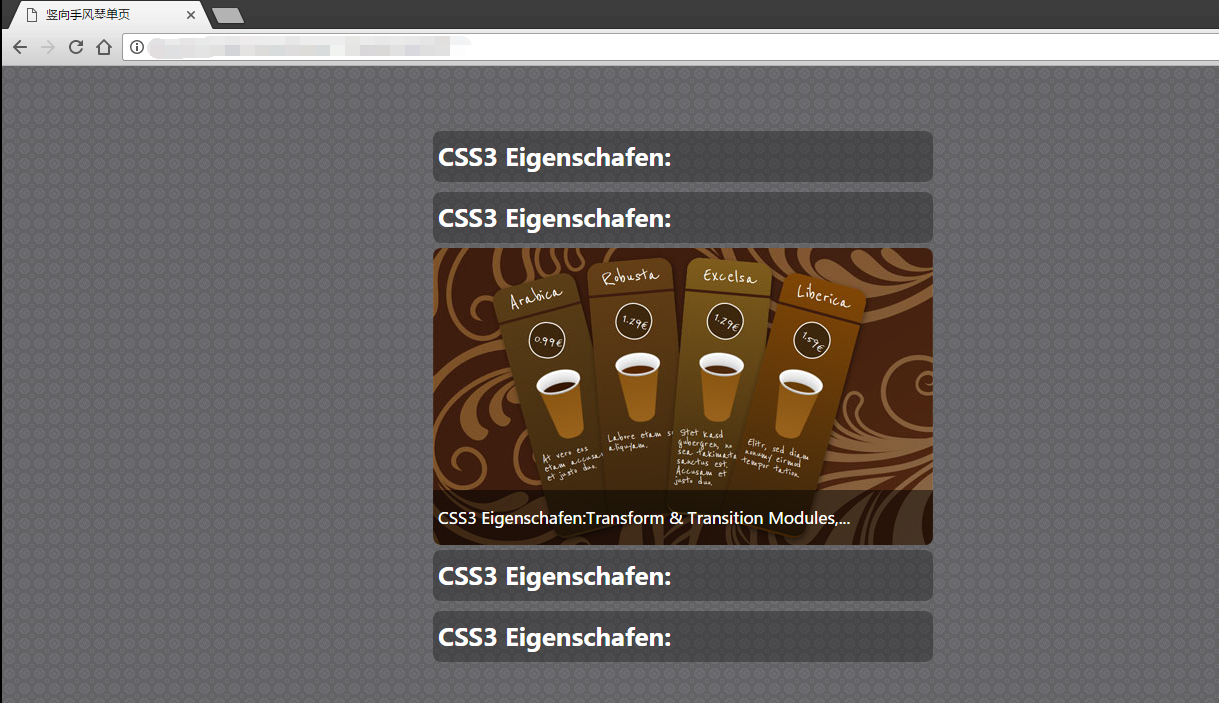 竖向手风琴单页
CSS3 Eigenschafen:
CSS3 Eigenschafen:
Arabica
Robusta
Excelsa
Liberica
0.99€
1.29€
1.29€
1.59€
At vero eos
etam accusa
et justo duo.
Labore etam s
aliquyam.
Stet kasd
gubergren, no
sea takimata
sanctus est.
Accusam et
justo duo.
Elitr, sed diam
nonumy eirmod
tempor tation
CSS3 Eigenschafen:Transform & Transition Modules,...
CSS3 Eigenschafen:
CSS3 Eigenschafen: